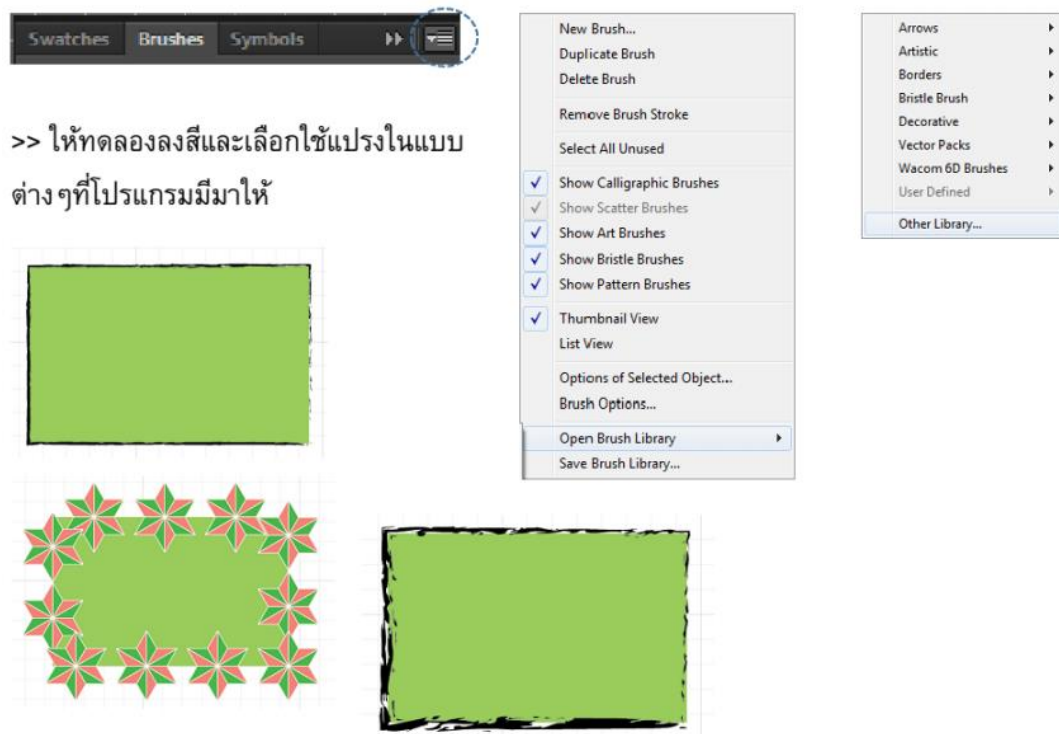 Swatches Brushes Symbols
>> ให้ทดลองลงสีและเลือกใช้แปรงในแบบ
ต่างๆที่โปรแกรมมีมาให้
New Brush...
Duplicate Brush
Delete Brush
Remove Brush Stroke
Select All Unused
Show Calligraphic Brushes
Show Scatter Brushes
Show Art Brushes
Show Bristle Brushes
Show Pattern Brushes
Thumbnail View
List View
Options of Selected Object...
Brush Options...
Open Brush Library
Save Brush Library...
Arrows
Artistic
Borders
Bristle Brush
Decorative
Vector Packs
Wacom 6D Brushes
User Defined
Other Library...